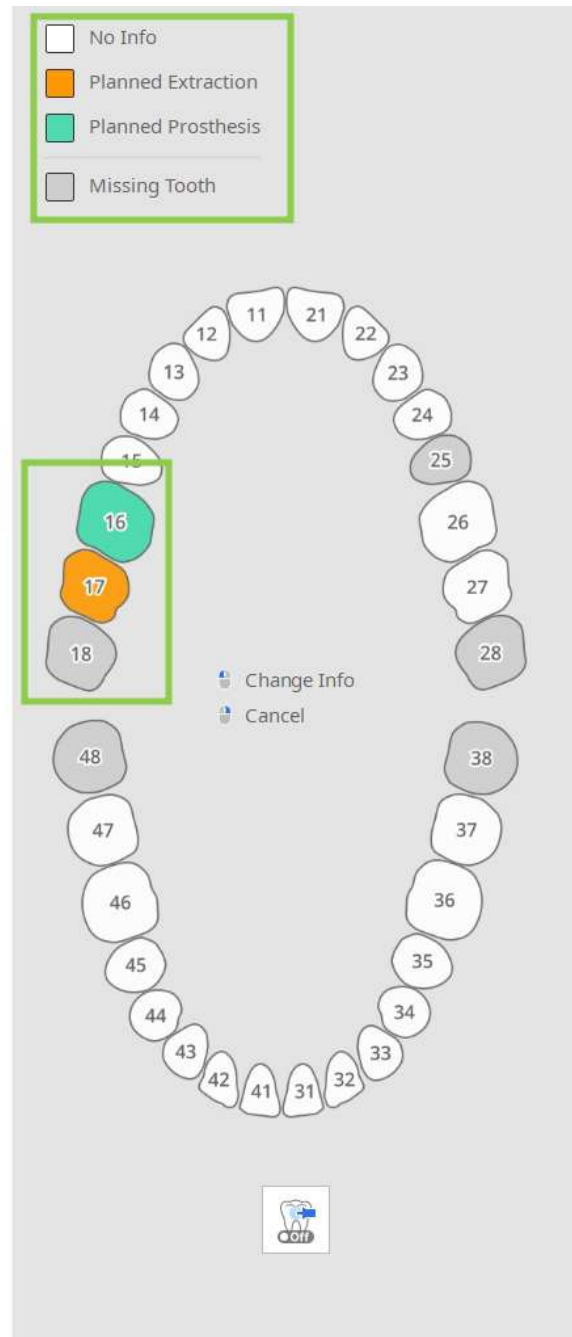 No Info
Planned Extraction
Planned Prosthesis
Missing Tooth
11 21
12 22
13 23
14 24
15 25
16 26
17 27
18 28
Change Info
Cancel
48 38
47 37
46 36
45 35
44 34
43 33
42 32
41 31
Off